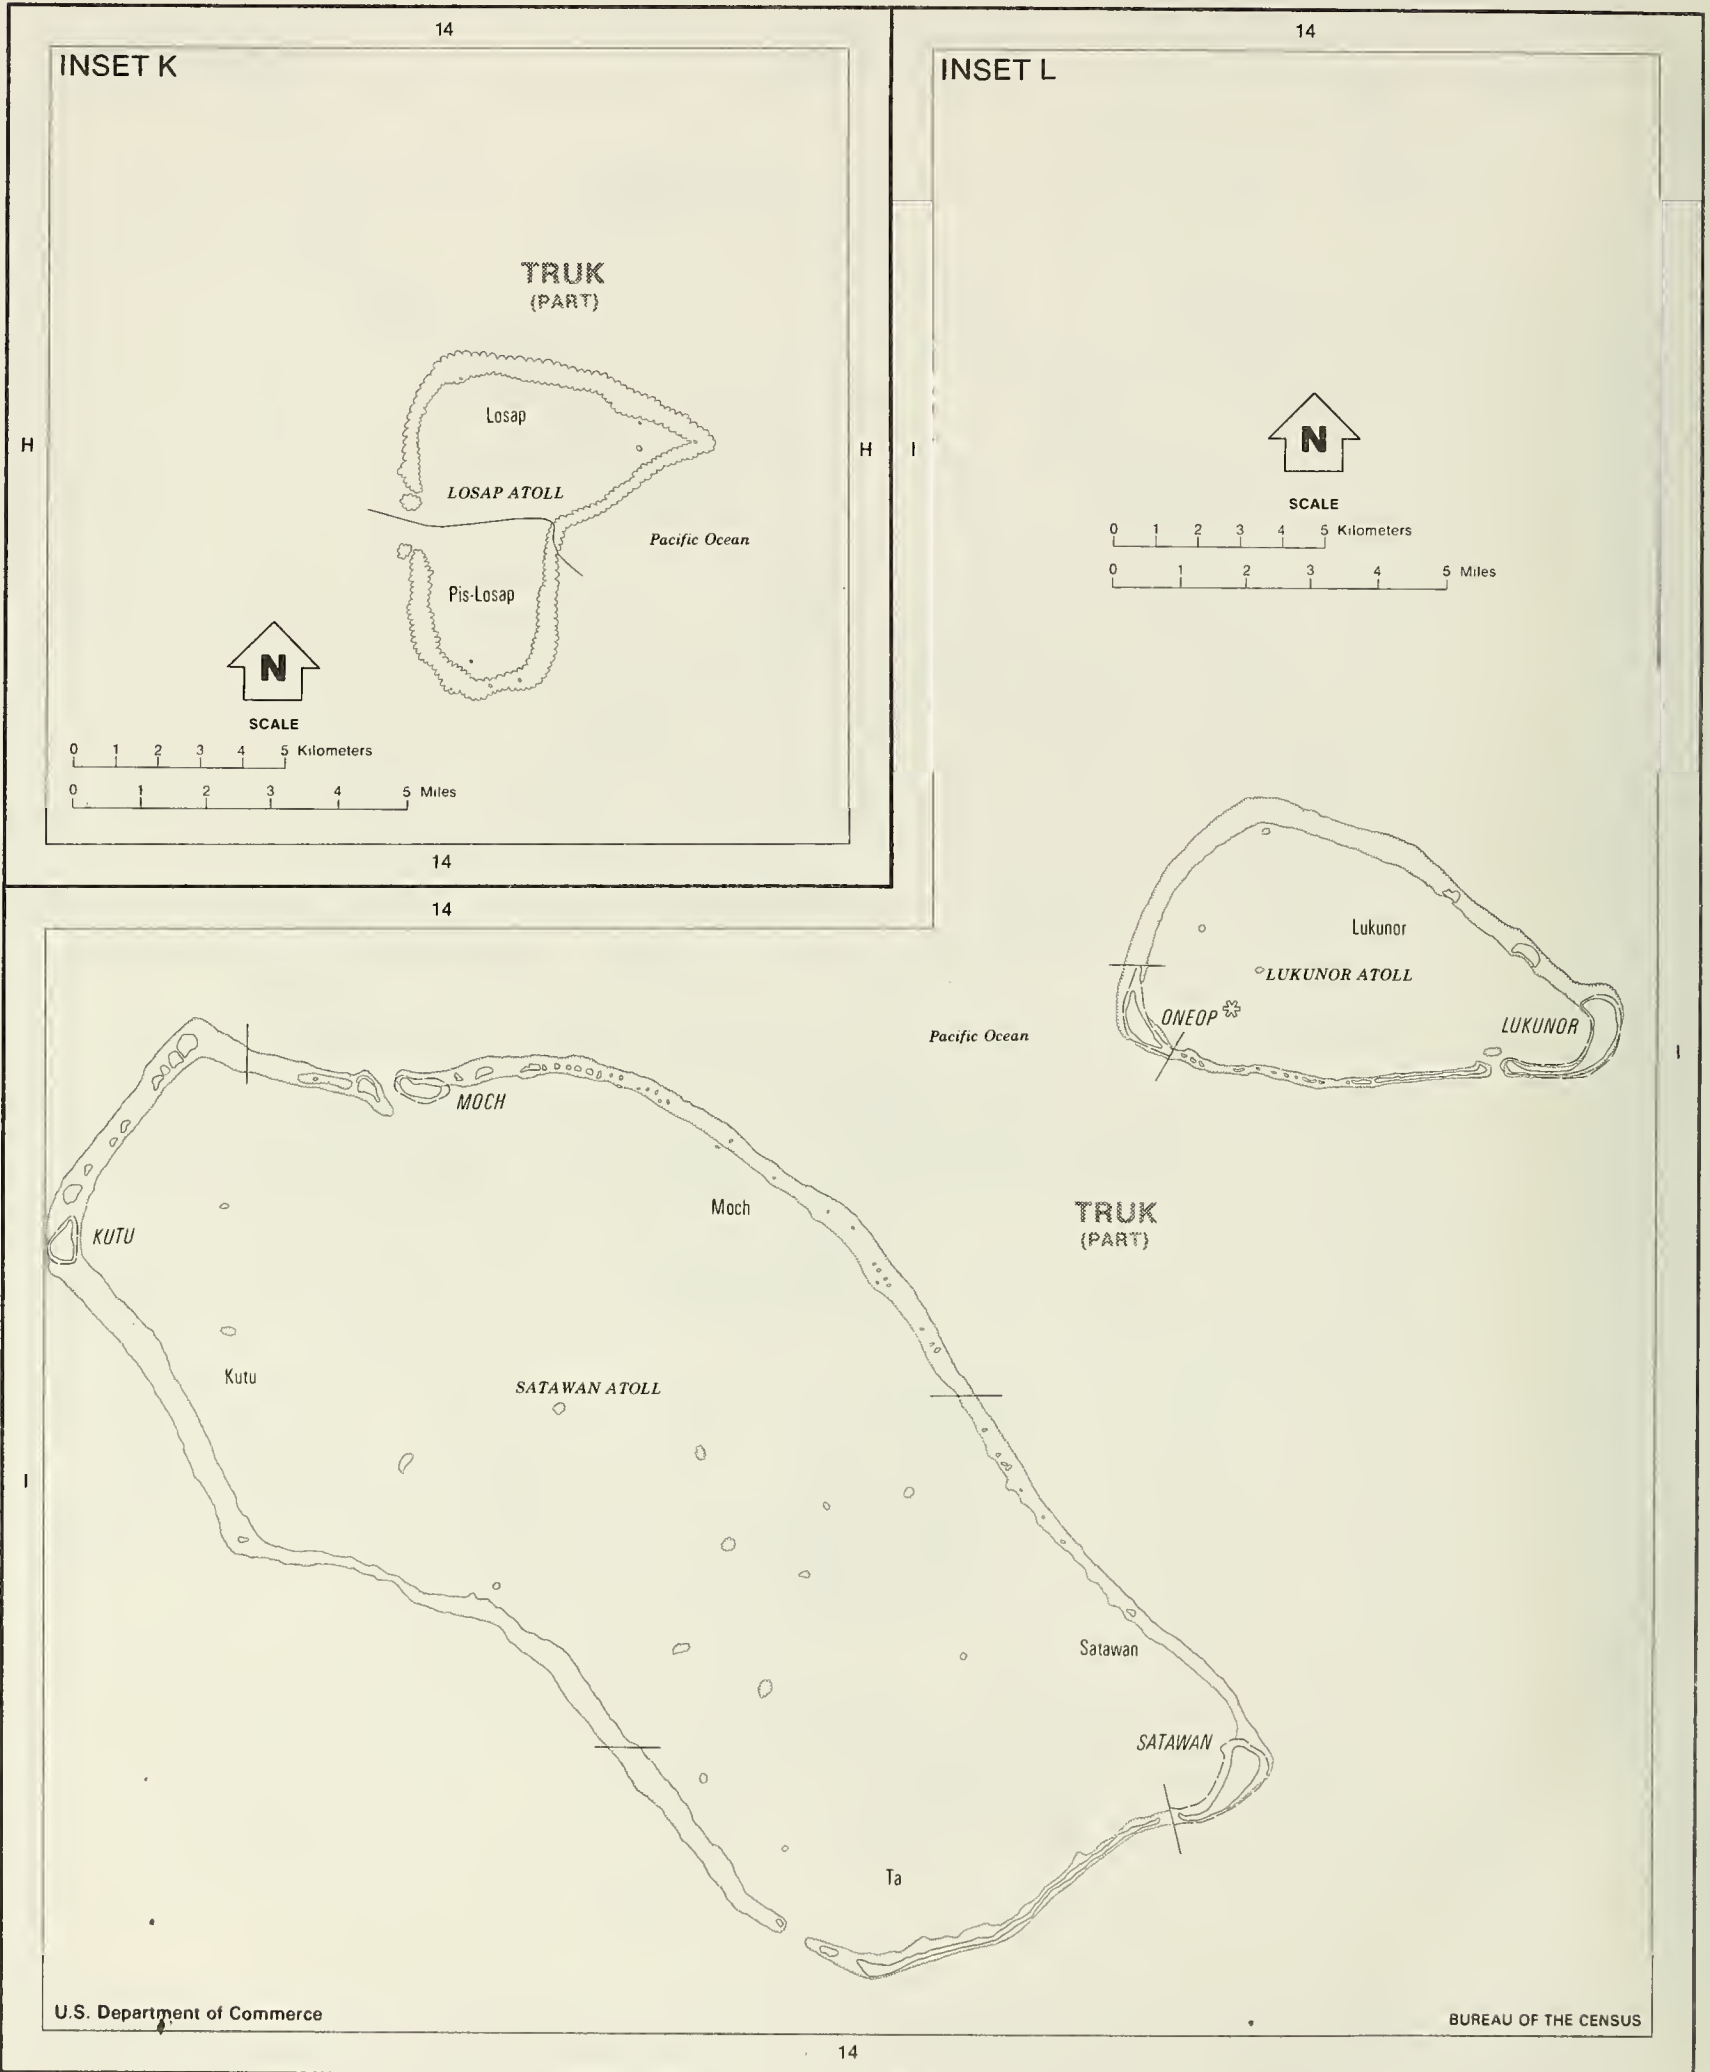 14
INSET K
TRUK
(PART)
Losap
H
H
LOSAP ATOLL
Pacific Ocean
Pis-Losap
N
SCALE
0 1 2 3 4 5 Kilometers
0 1 2 3 4 5 Miles
14
14
INSET L
I
N
SCALE
0 1 2 3 4 5 Kilometers
0 1 2 3 4 5 Miles
14
Lukunor
LUKUNOR ATOLL
ONEOP *
LUKUNOR
Pacific Ocean
I
MOCH
Moch
TRUK
(PART)
KUTU
Kutu
SATAWAN ATOLL
I
Satawan
SATAWAN
Ta
U.S. Department of Commerce
BUREAU OF THE CENSUS
14